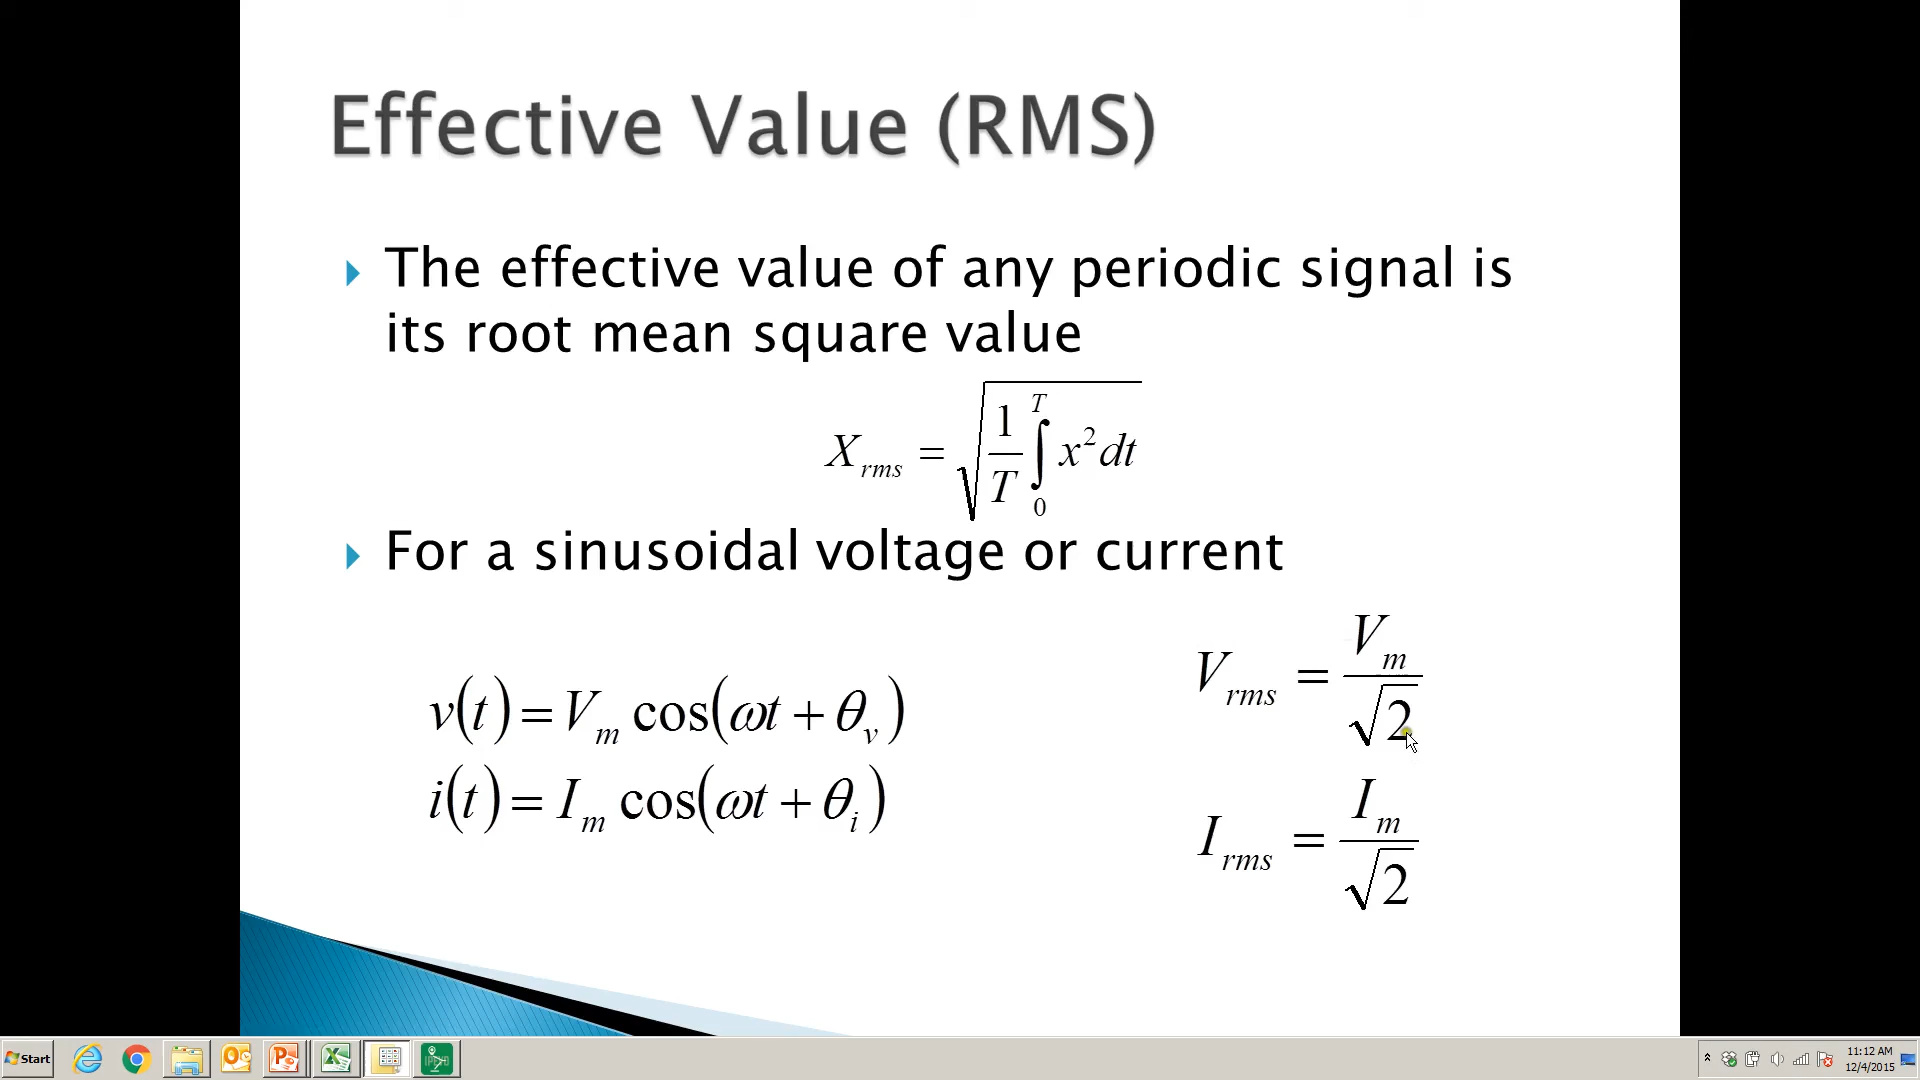 Effective Value (RMS)
The effective value of any periodic signal is
its root mean square value
X_rms = √(1/T ∫₀ᵀ x² dt)
For a sinusoidal voltage or current
v(t) = V_m cos(ωt + θ_v)
i(t) = I_m cos(ωt + θ_i)
V_rms = V_m / √2
I_rms = I_m / √2
Start
11:12 AM
12/4/2015